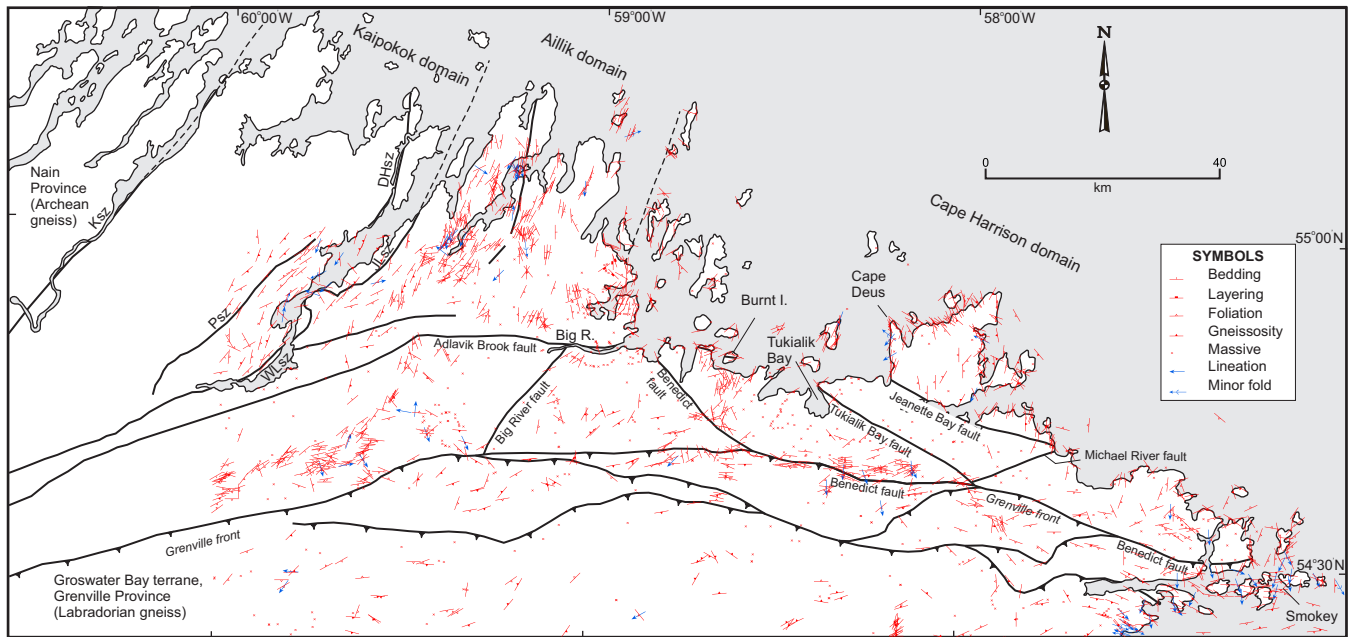 60°00'W
59°00'W
58°00'W
Kaipokok domain
Aillik domain
N
0 40
km
Nain
Province
(Archean
gneiss)
Ksz
DHsz
Cape Harrison domain
55°00'N
SYMBOLS
Bedding
Layering
Foliation
Gneissosity
Massive
Lineation
Minor fold
Cape
Deus
Burnt I.
Psz
Big R.
Tukialik
Bay
Adlavik Brook fault
WLsz
Benedict
fault
Big River fault
Jeanette Bay fault
Tukialik Bay fault
Michael River fault
Benedict fault
Grenville front
Grenville front
Benedict fault
54°30'N
Groswater Bay terrane,
Grenville Province
(Labradorian gneiss)
Smokey